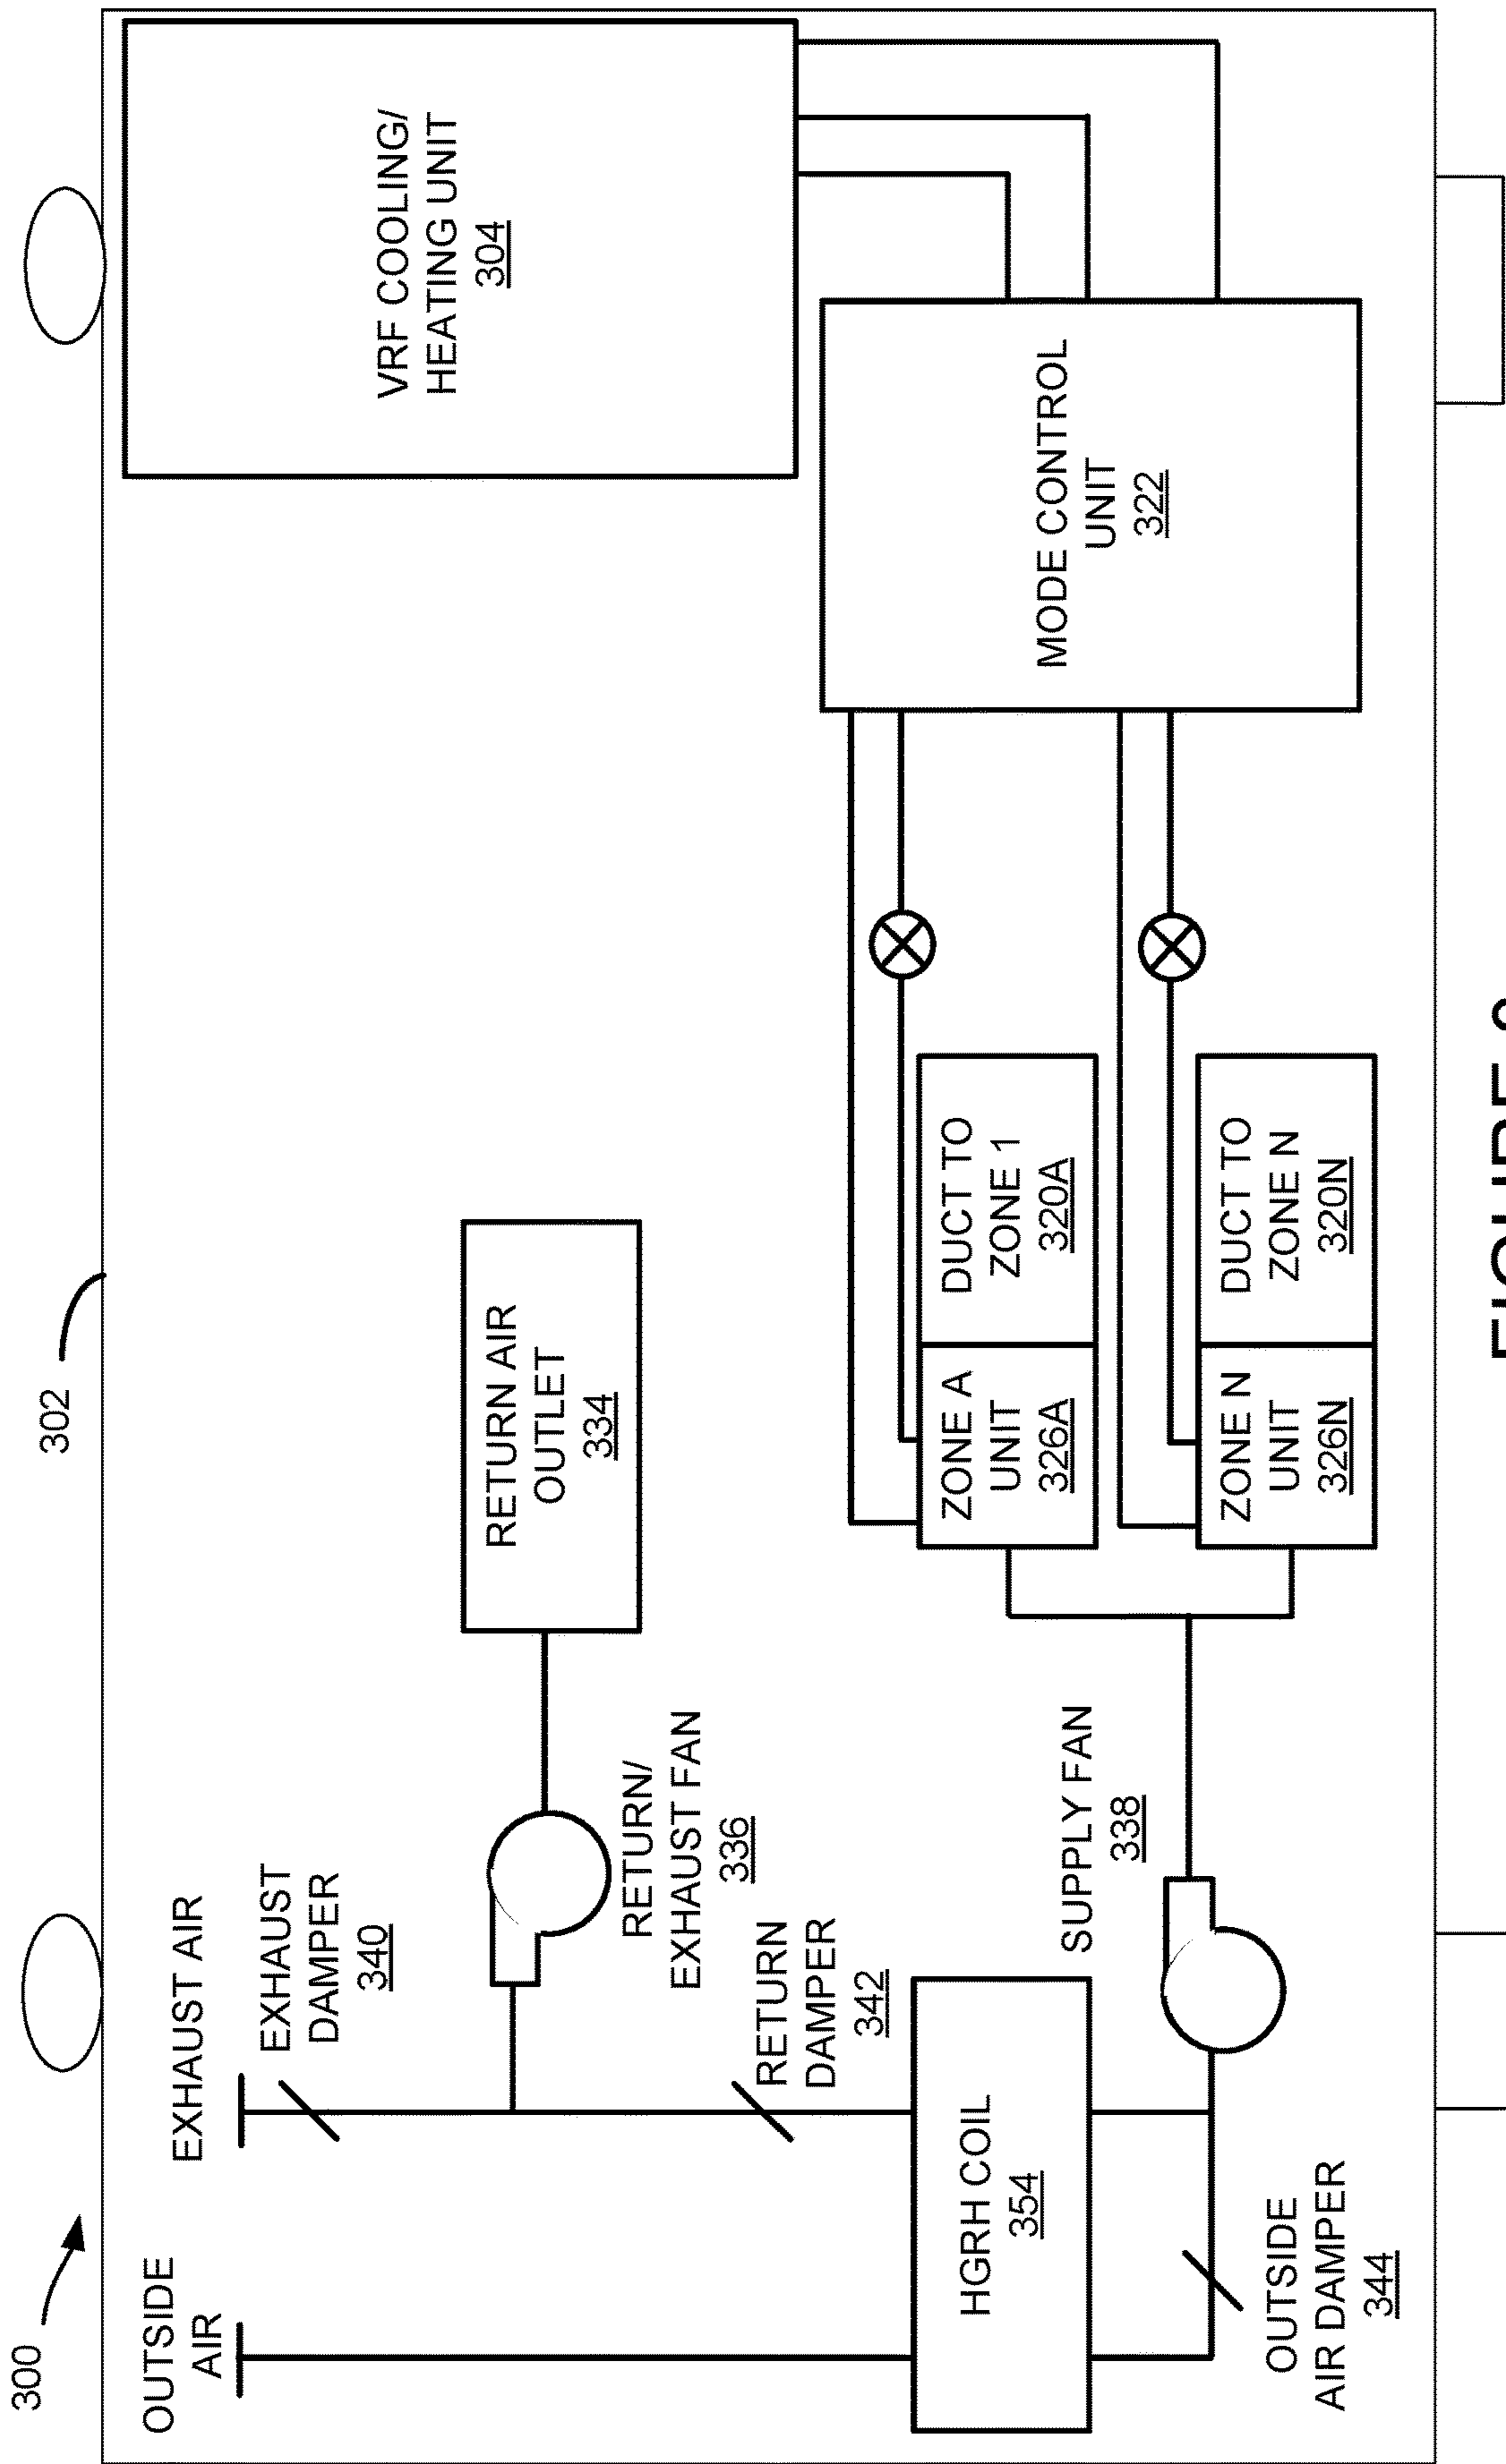 300
302
OUTSIDE
AIR
EXHAUST AIR
EXHAUST
DAMPER
340
VRF COOLING/
HEATING UNIT
304
RETURN AIR
OUTLET
334
RETURN/
EXHAUST FAN
336
RETURN
DAMPER
342
HGRH COIL
354
SUPPLY FAN
338
ZONE A
UNIT
326A
DUCT TO
ZONE 1
320A
MODE CONTROL
UNIT
322
OUTSIDE
AIR DAMPER
344
ZONE N
UNIT
326N
DUCT TO
ZONE N
320N
FIGURE